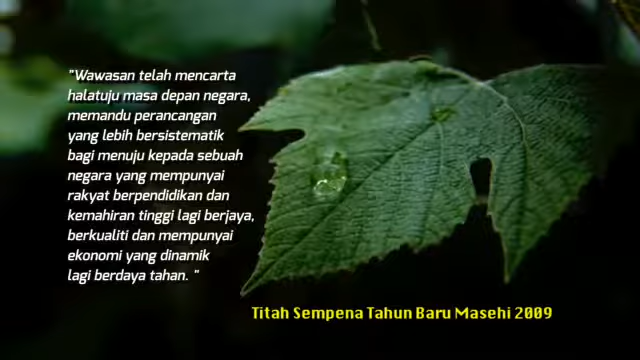 "Wawasan telah mencarta
halatuju masa depan negara,
memandu perancangan
yang lebih bersistematik
bagi menuju kepada sebuah
negara yang mempunyai
rakyat berpendidikan dan
kemahiran tinggi lagi berjaya,
berkualiti dan mempunyai
ekonomi yang dinamik
lagi berdaya tahan. "
Titah Sempena Tahun Baru Masehi 2009